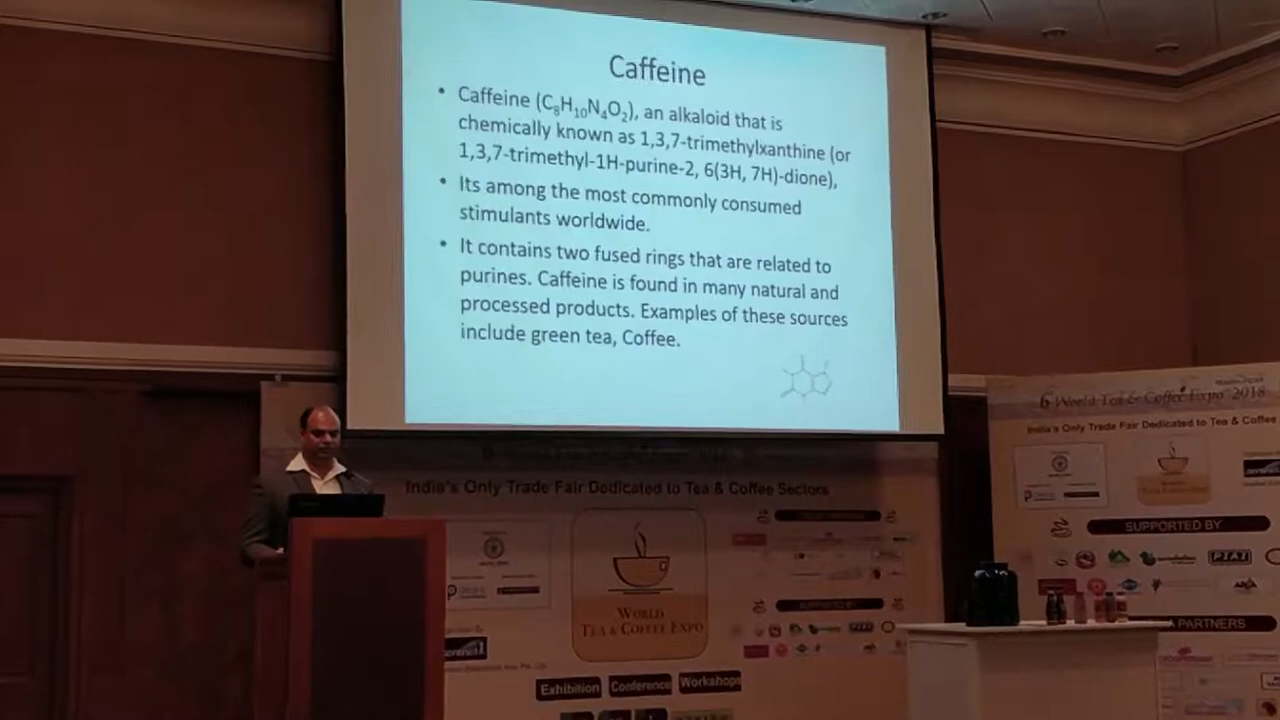 Caffeine
• Caffeine (C₈H₁₀N₄O₂), an alkaloid that is
chemically known as 1,3,7-trimethylxanthine (or
1,3,7-trimethyl-1H-purine-2, 6(3H, 7H)-dione),
• Its among the most commonly consumed
stimulants worldwide.
• It contains two fused rings that are related to
purines. Caffeine is found in many natural and
processed products. Examples of these sources
include green tea, Coffee.
India's Only Trade Fair Dedicated to Tea & Coffee Sectors
WORLD
TEA & COFFEE EXPO
Exhibition Conference Workshops
6 World Tea & Coffee Expo 2018
India's Only Trade Fair Dedicated to Tea & Coffee
SUPPORTED BY
PTAT
PARTNERS